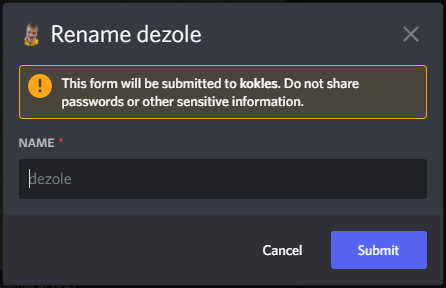 Rename dezole
This form will be submitted to kokles. Do not share
passwords or other sensitive information.
NAME *
dezole
Cancel
Submit